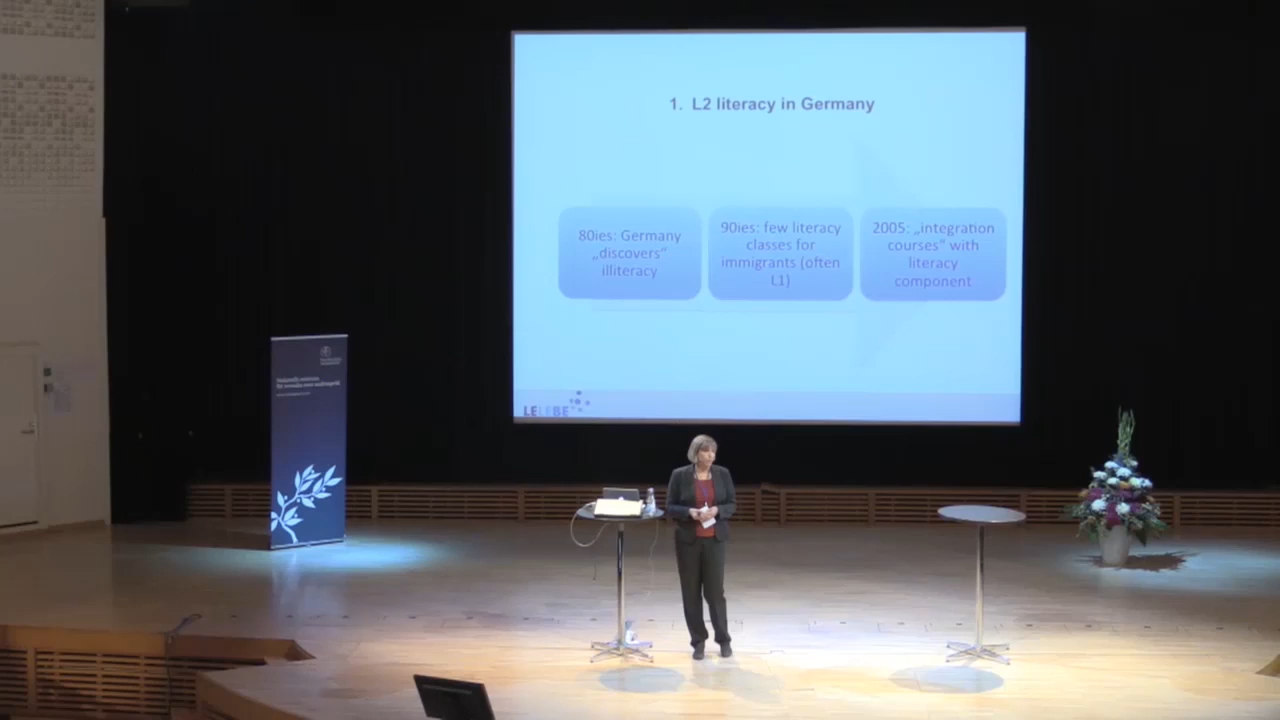 1. L2 literacy in Germany
80ies: Germany
„discovers“
illiteracy
90ies: few literacy
classes for
immigrants (often
L1)
2005: „integration
courses“ with
literacy
component
LELEBE